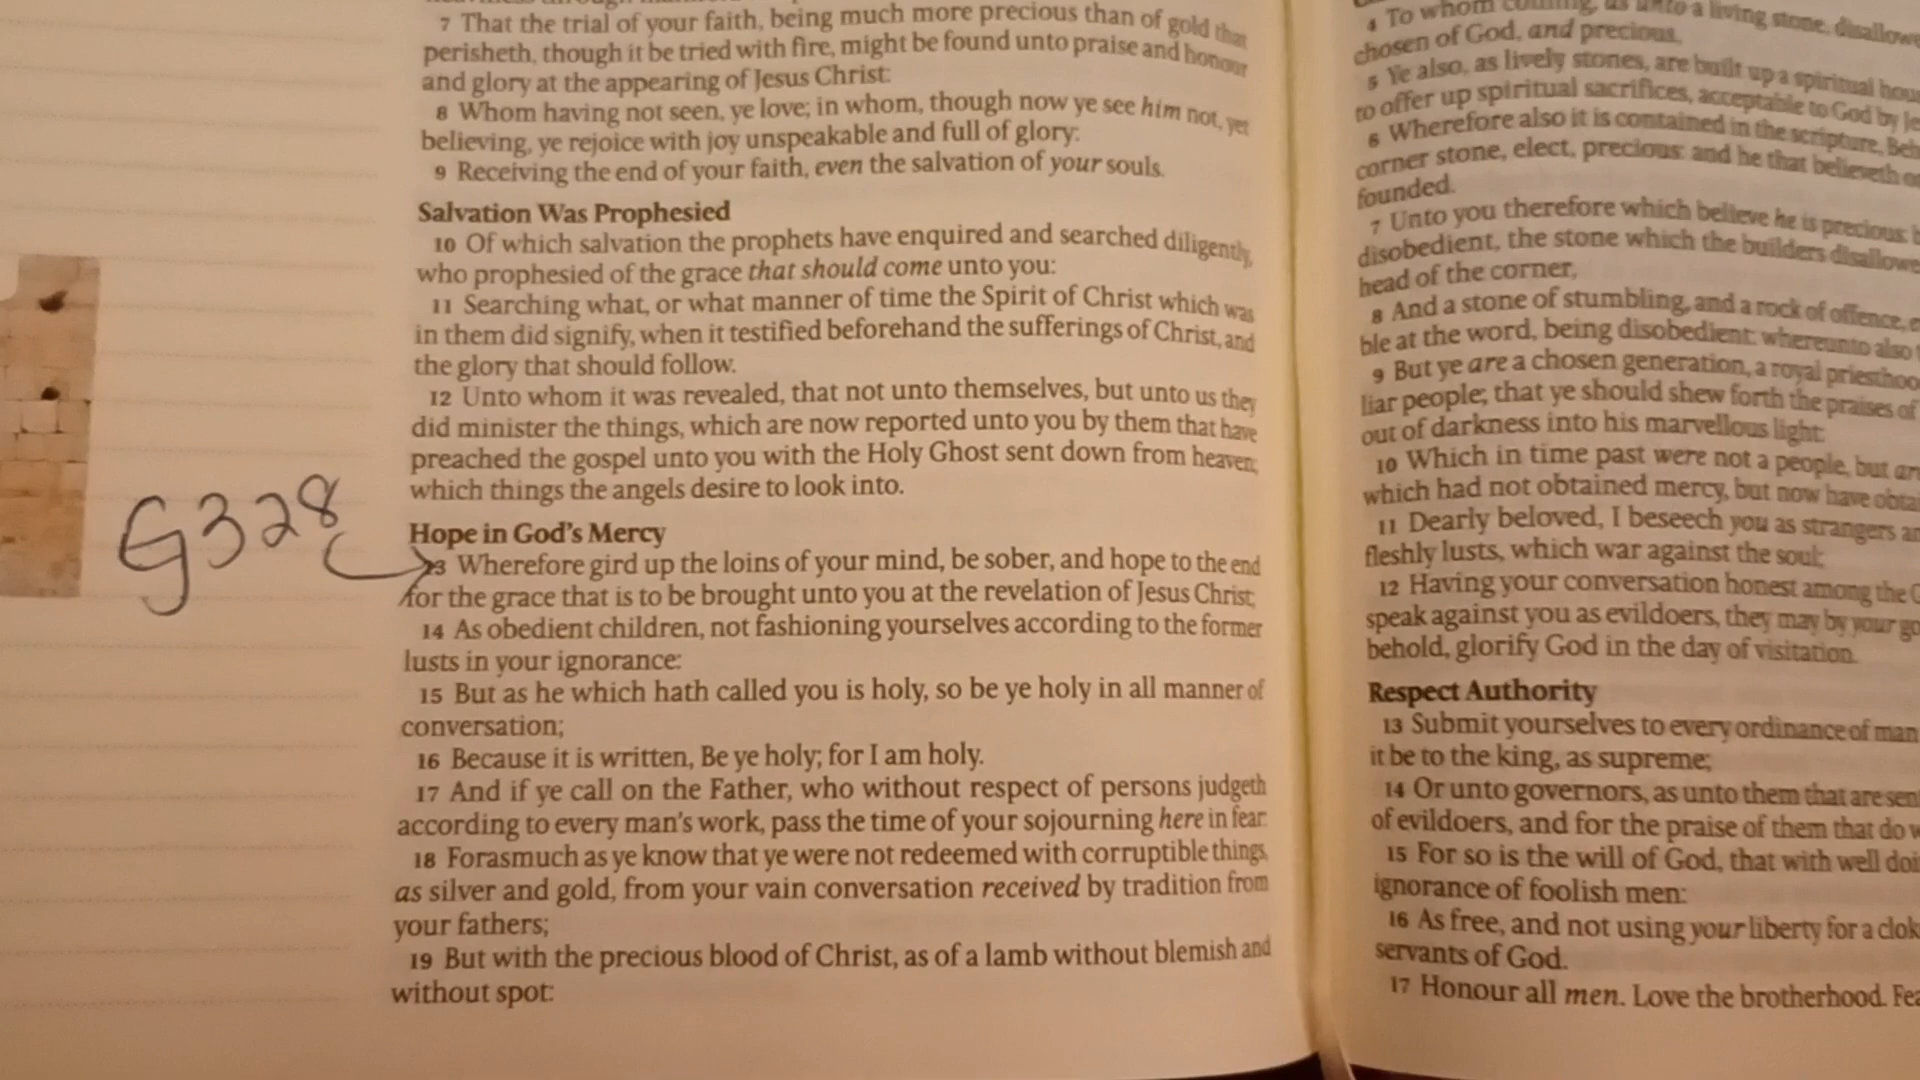 7 That the trial of your faith, being much more precious than of gold that
perisheth, though it be tried with fire, might be found unto praise and honour
and glory at the appearing of Jesus Christ:
8 Whom having not seen, ye love; in whom, though now ye see him not, yet
believing, ye rejoice with joy unspeakable and full of glory:
9 Receiving the end of your faith, even the salvation of your souls.
Salvation Was Prophesied
10 Of which salvation the prophets have enquired and searched diligently,
who prophesied of the grace that should come unto you:
11 Searching what, or what manner of time the Spirit of Christ which was
in them did signify, when it testified beforehand the sufferings of Christ, and
the glory that should follow.
12 Unto whom it was revealed, that not unto themselves, but unto us they
did minister the things, which are now reported unto you by them that have
preached the gospel unto you with the Holy Ghost sent down from heaven;
which things the angels desire to look into.
G328
Hope in God's Mercy
13 Wherefore gird up the loins of your mind, be sober, and hope to the end
for the grace that is to be brought unto you at the revelation of Jesus Christ;
14 As obedient children, not fashioning yourselves according to the former
lusts in your ignorance:
15 But as he which hath called you is holy, so be ye holy in all manner of
conversation;
16 Because it is written, Be ye holy; for I am holy.
17 And if ye call on the Father, who without respect of persons judgeth
according to every man's work, pass the time of your sojourning here in fear:
18 Forasmuch as ye know that ye were not redeemed with corruptible things,
as silver and gold, from your vain conversation received by tradition from
your fathers;
19 But with the precious blood of Christ, as of a lamb without blemish and
without spot:
4 To whom coming, as unto a living stone, disallowe
chosen of God, and precious,
5 Ye also, as lively stones, are built up a spiritual hou
to offer up spiritual sacrifices, acceptable to God by Je
6 Wherefore also it is contained in the scripture, Beh
corner stone, elect, precious: and he that believeth o
founded.
7 Unto you therefore which believe he is precious: b
disobedient, the stone which the builders disallowe
head of the corner,
8 And a stone of stumbling, and a rock of offence, e
ble at the word, being disobedient: whereunto also t
9 But ye are a chosen generation, a royal priesthoo
liar people; that ye should shew forth the praises of
out of darkness into his marvellous light:
10 Which in time past were not a people, but ar
which had not obtained mercy, but now have obtai
11 Dearly beloved, I beseech you as strangers an
fleshly lusts, which war against the soul;
12 Having your conversation honest among the G
speak against you as evildoers, they may by your go
behold, glorify God in the day of visitation.
Respect Authority
13 Submit yourselves to every ordinance of man
it be to the king, as supreme;
14 Or unto governors, as unto them that are sen
of evildoers, and for the praise of them that do w
15 For so is the will of God, that with well doi
ignorance of foolish men:
16 As free, and not using your liberty for a clok
servants of God.
17 Honour all men. Love the brotherhood. Fea